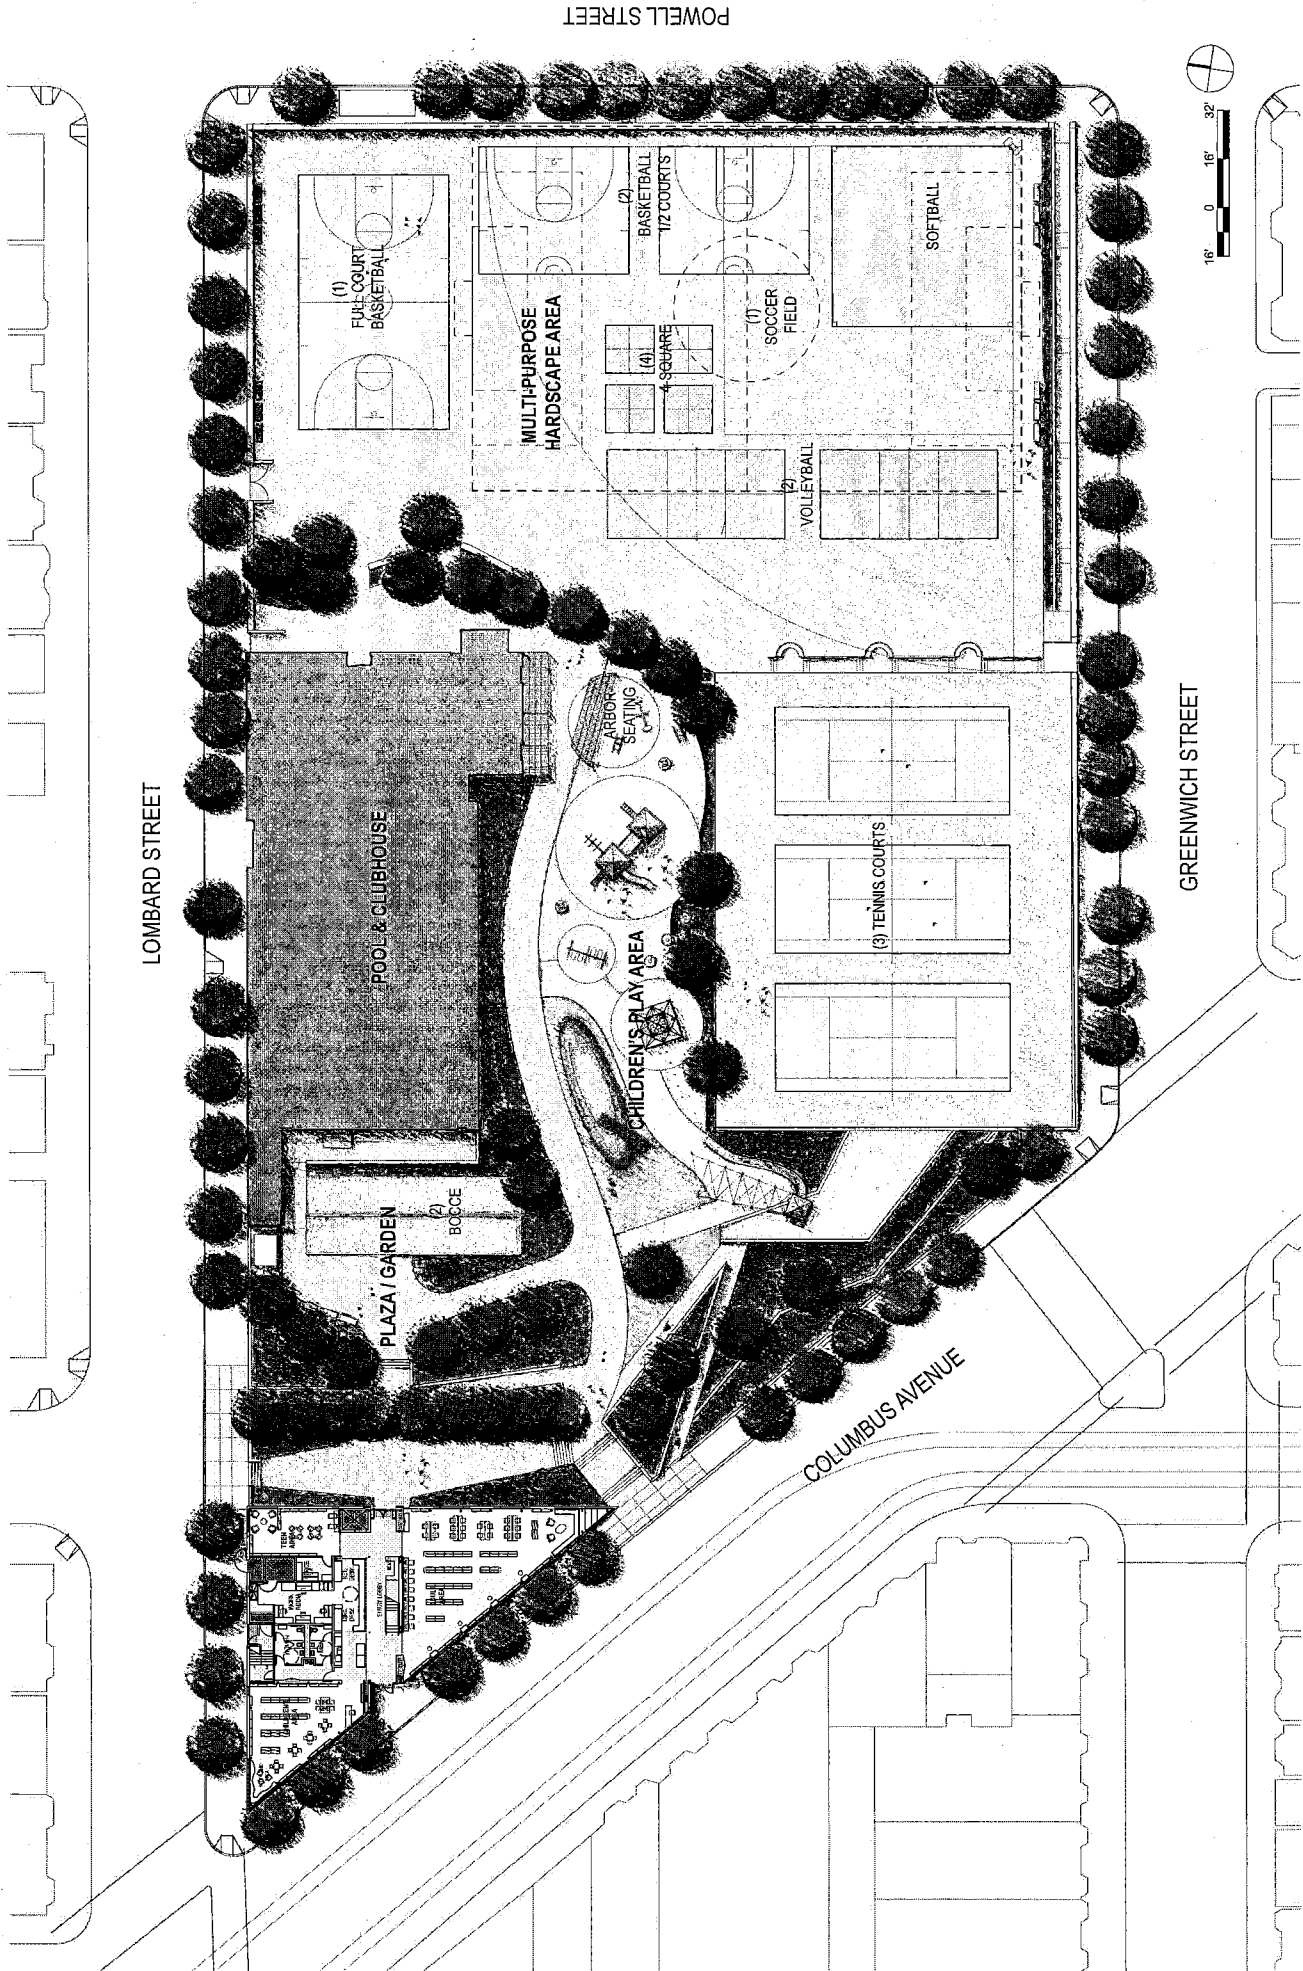 POWELL STREET
LOMBARD STREET
GREENWICH STREET
COLUMBUS AVENUE
16' 0 16' 32'
(1)
FULL COURT
BASKETBALL
(2)
BASKETBALL
1/2 COURTS
SOFTBALL
MULTI-PURPOSE
HARDSCAPE AREA
(4)
4-SQUARE
(1)
SOCCER
FIELD
(2)
VOLLEYBALL
ARBOR
SEATING
POOL & CLUBHOUSE
CHILDREN'S PLAY AREA
(3) TENNIS COURTS
(2)
BOCCE
PLAZA / GARDEN
TEEN
AREA